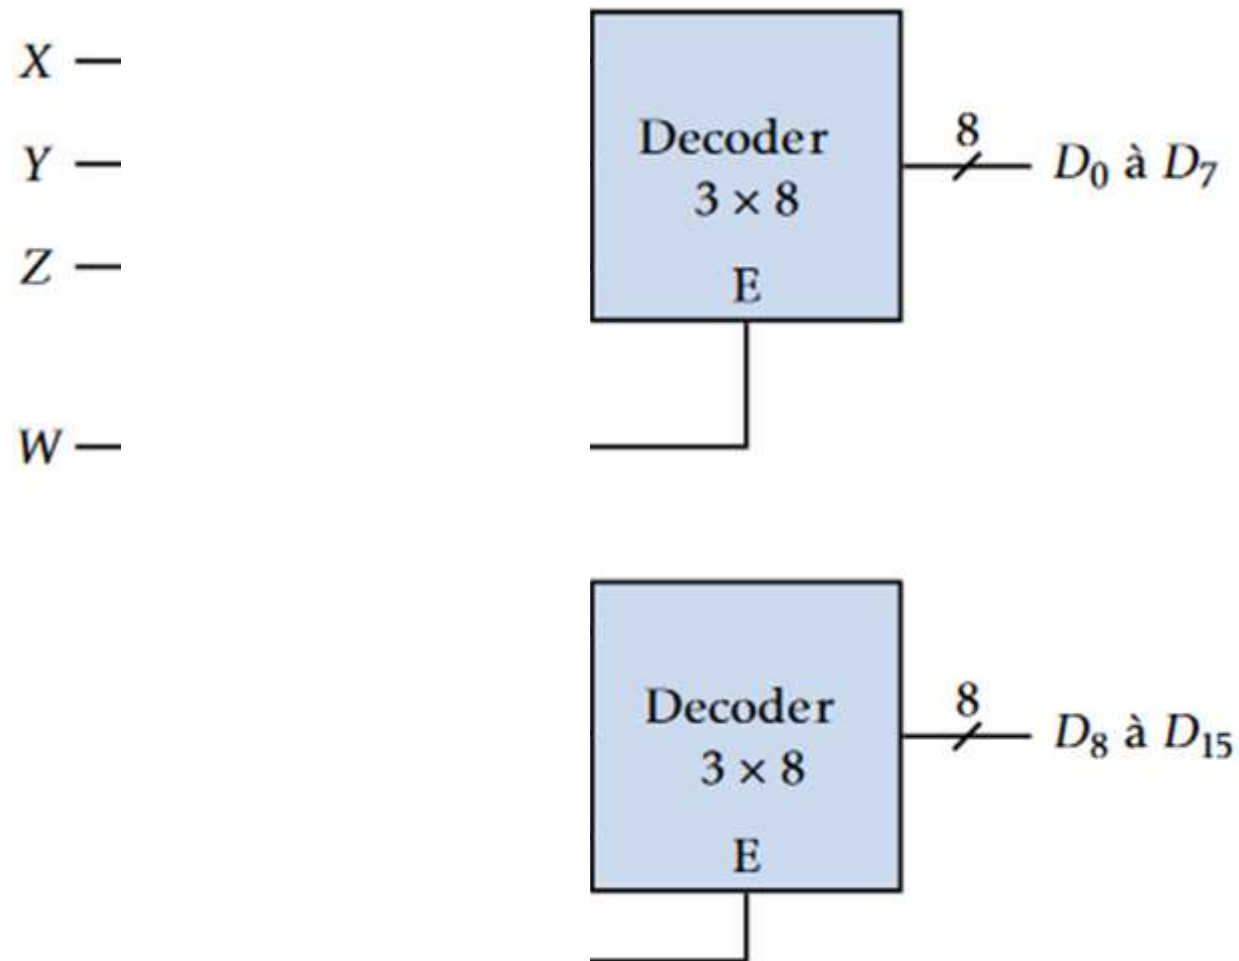 X
Y
Z
W
Decoder
3 × 8
E
8
D₀ à D₇
Decoder
3 × 8
E
8
D₈ à D₁₅